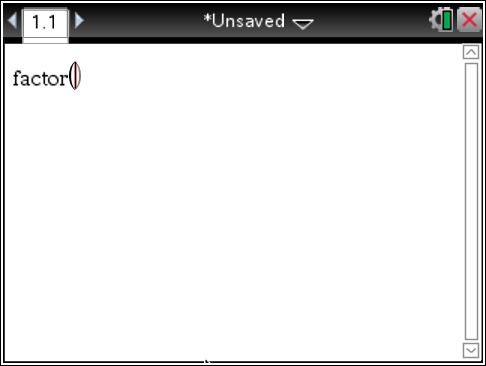 1.1
*Unsaved
factor()